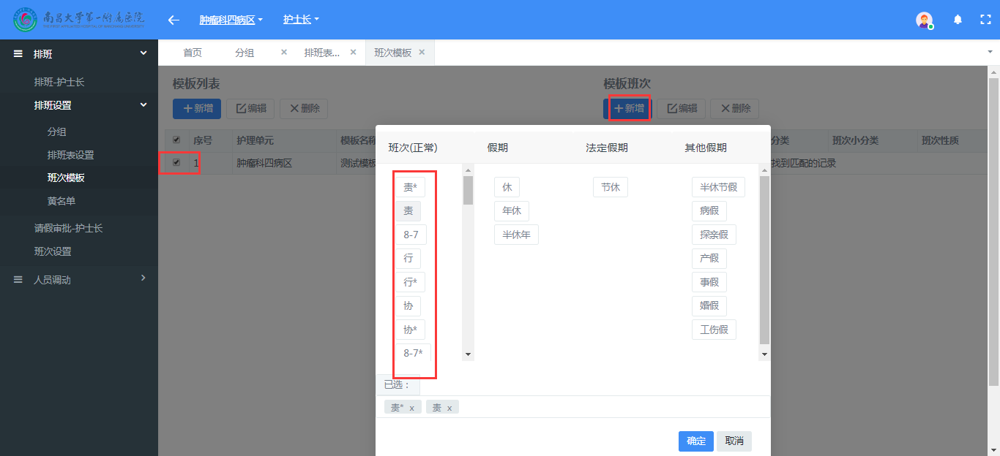 南昌大学第一附属医院
肿瘤科四病区
护士长
排班
排班-护士长
排班设置
分组
排班表设置
班次模板
黄名单
请假审批-护士长
班次设置
人员调动
首页
分组 ×
排班表... ×
班次模板 ×
模板列表
新增
编辑
删除
序号
护理单元
模板名称
1
肿瘤科四病区
测试模板
模板班次
新增
编辑
删除
分类
班次小分类
班次性质
找到匹配的记录
班次(正常)
假期
法定假期
其他假期
责*
责
8-7
行
行*
协
协*
8-7*
休
年休
半休年
节休
半休节假
病假
探亲假
产假
事假
婚假
工伤假
已选：
责* x
责 x
确定
取消